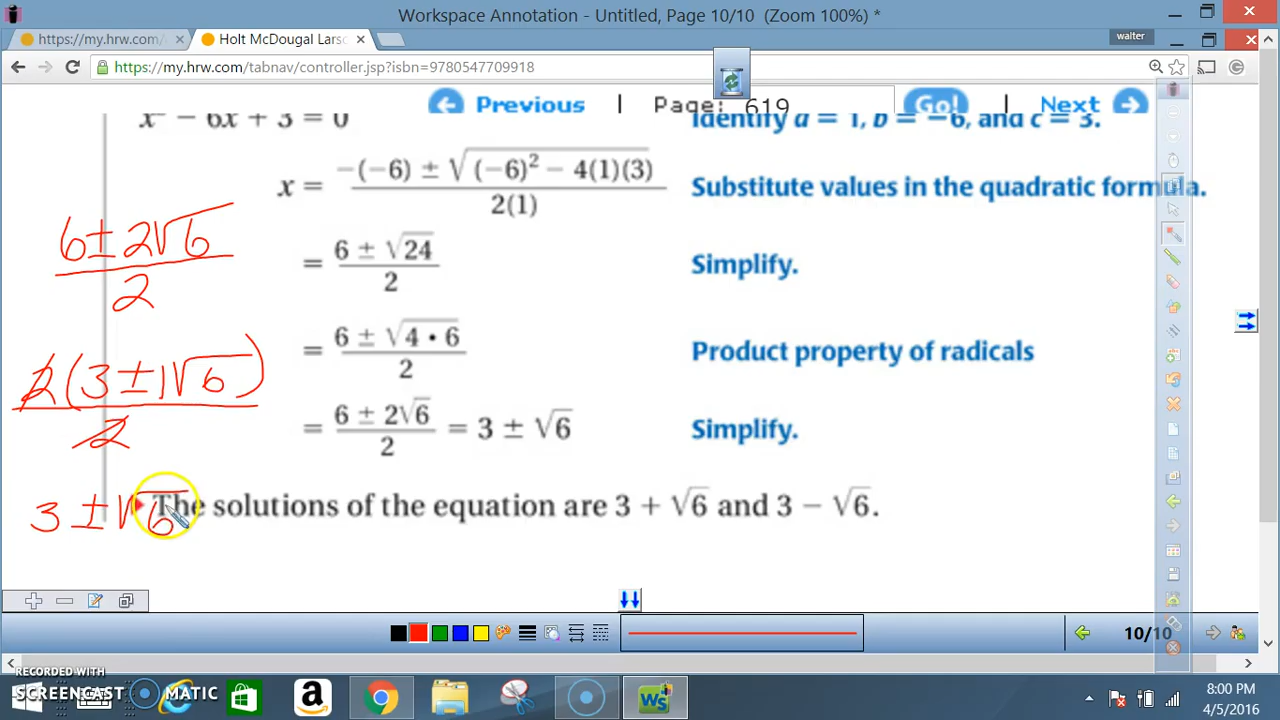 Workspace Annotation - Untitled, Page 10/10 (Zoom 100%) *
https://my.hrw.com/
Holt McDougal Lars
walter
https://my.hrw.com/tabnav/controller.jsp?isbn=9780547709918
Previous | Page: 619 Go! | Next
x² − 6x + 3 = 0 Identify a = 1, b = −6, and c = 3.
x = −(−6) ± √(−6)² − 4(1)(3) / 2(1) Substitute values in the quadratic formula.
6 ± 2√6 / 2
= 6 ± √24 / 2 Simplify.
= 6 ± √4 • 6 / 2 Product property of radicals
2(3 ± 1√6) / 2
= 6 ± 2√6 / 2 = 3 ± √6 Simplify.
3 ± √6
The solutions of the equation are 3 + √6 and 3 − √6.
10/10
RECORDED WITH
SCREENCAST MATIC
WS
8:00 PM
4/5/2016